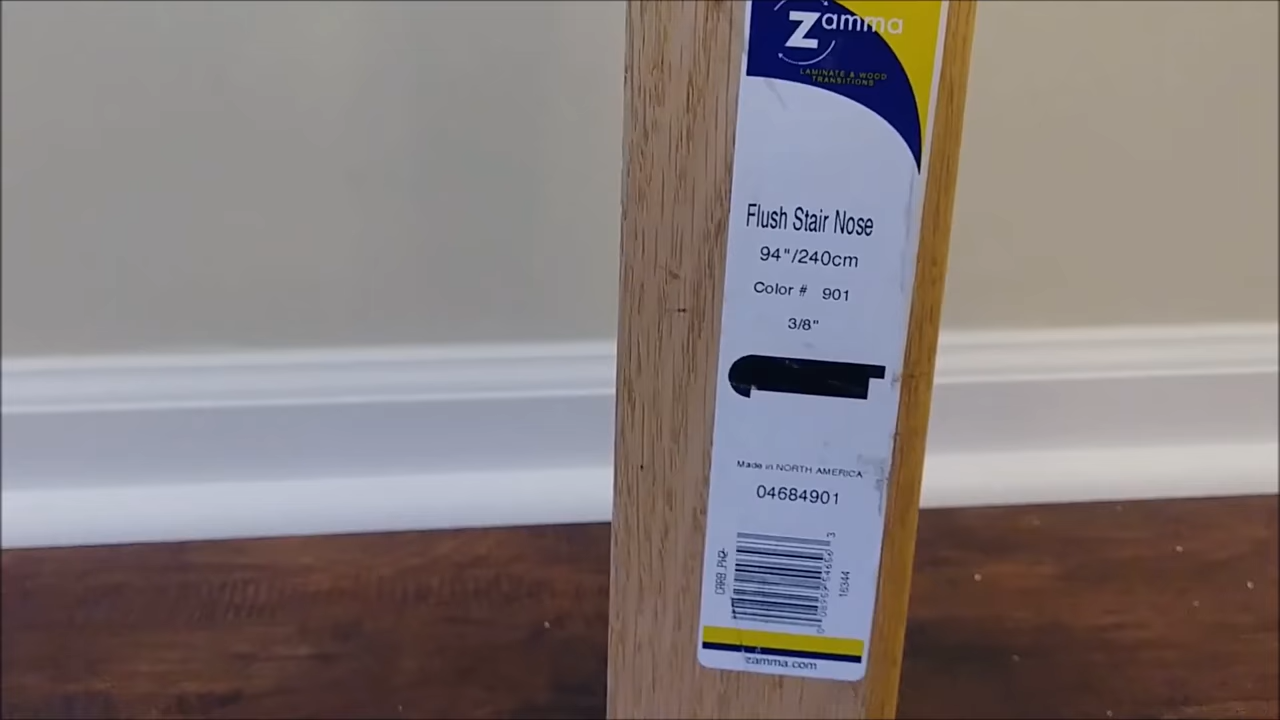 Zamma
LAMINATE & WOOD
TRANSITIONS
Flush Stair Nose
94"/240cm
Color # 901
3/8"
Made in NORTH AMERICA
04684901
16344
zamma.com